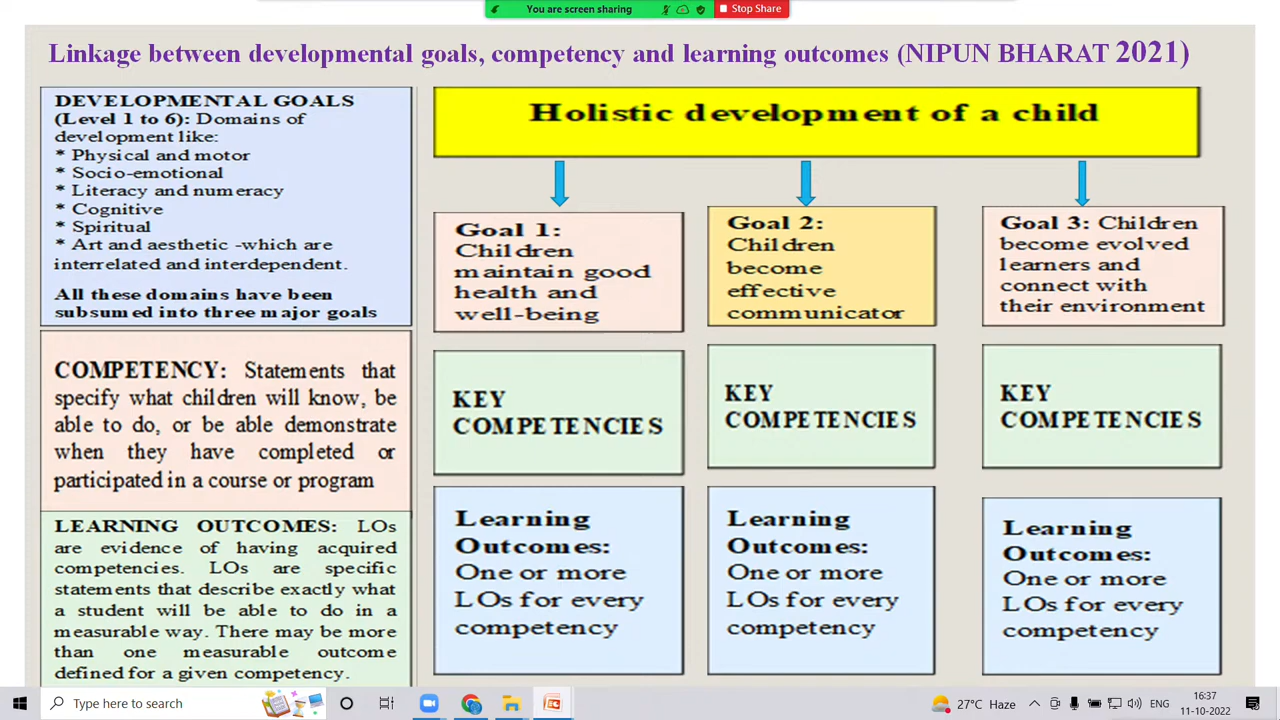 You are screen sharing
Stop Share
Linkage between developmental goals, competency and learning outcomes (NIPUN BHARAT 2021)
DEVELOPMENTAL GOALS
(Level 1 to 6): Domains of
development like:
* Physical and motor
* Socio-emotional
* Literacy and numeracy
* Cognitive
* Spiritual
* Art and aesthetic -which are
interrelated and interdependent.
All these domains have been
subsumed into three major goals
COMPETENCY: Statements that
specify what children will know, be
able to do, or be able demonstrate
when they have completed or
participated in a course or program
LEARNING OUTCOMES: LOs
are evidence of having acquired
competencies. LOs are specific
statements that describe exactly what
a student will be able to do in a
measurable way. There may be more
than one measurable outcome
defined for a given competency.
Holistic development of a child
Goal 1:
Children
maintain good
health and
well-being
KEY
COMPETENCIES
Learning
Outcomes:
One or more
LOs for every
competency
Goal 2:
Children
become
effective
communicator
KEY
COMPETENCIES
Learning
Outcomes:
One or more
LOs for every
competency
Goal 3: Children
become evolved
learners and
connect with
their environment
KEY
COMPETENCIES
Learning
Outcomes:
One or more
LOs for every
competency
Type here to search
27°C Haze
ENG
16:37
11-10-2022